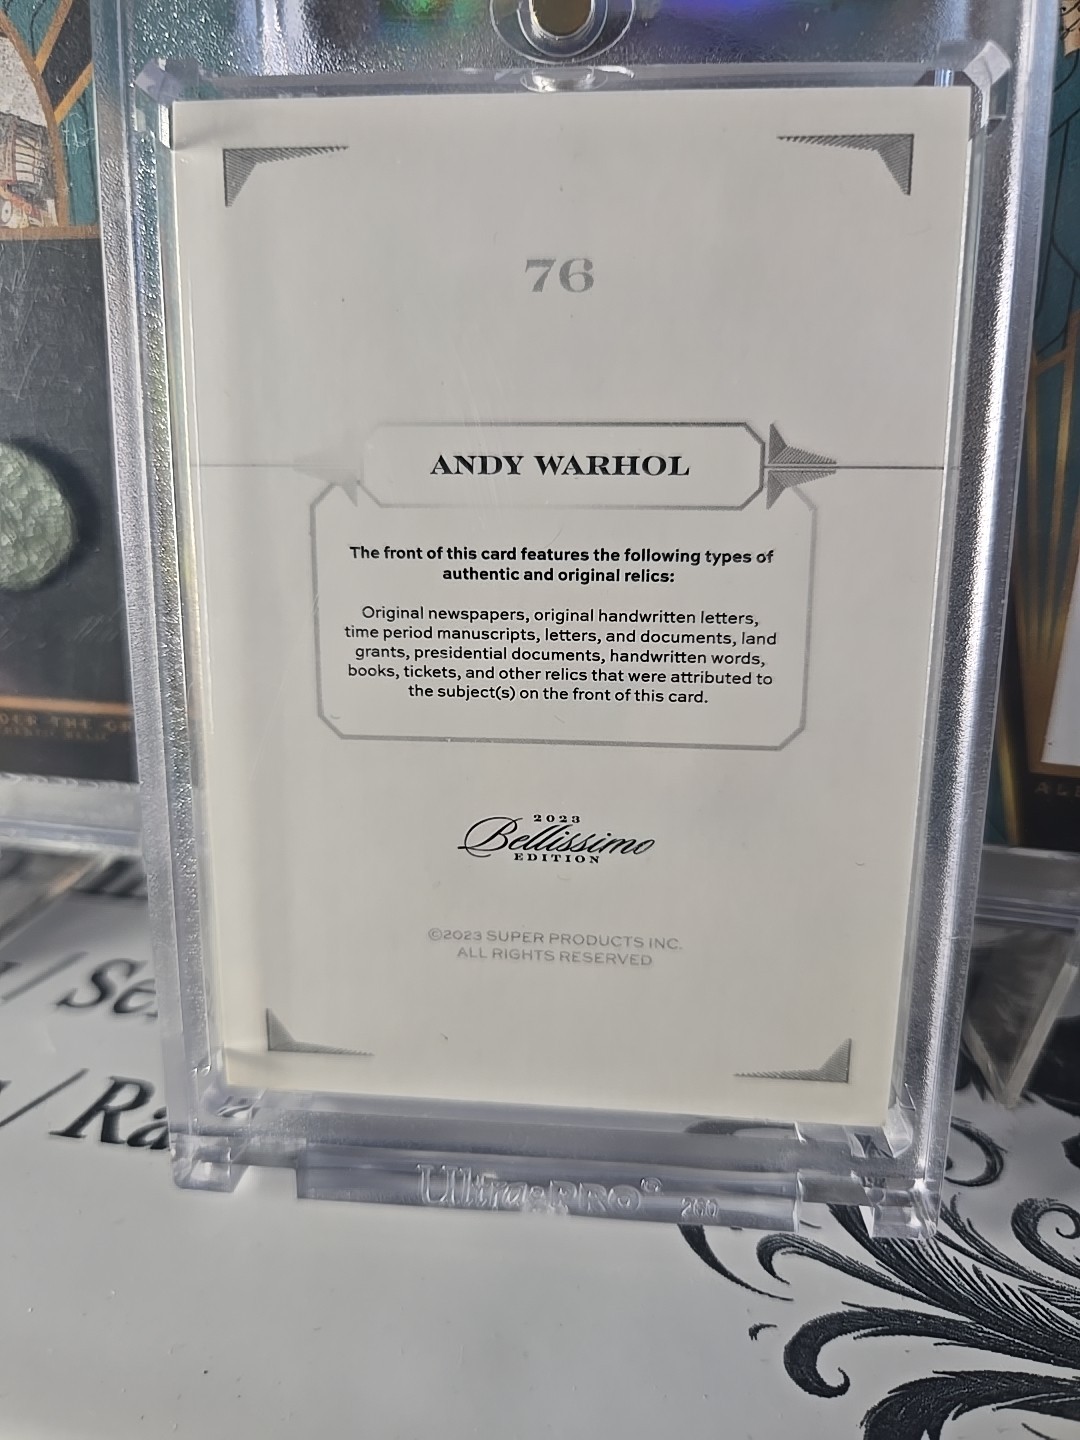 76
ANDY WARHOL
The front of this card features the following types of
authentic and original relics:
Original newspapers, original handwritten letters,
time period manuscripts, letters, and documents, land
grants, presidential documents, handwritten words,
books, tickets, and other relics that were attributed to
the subject(s) on the front of this card.
2023
Bellissimo
EDITION
©2023 SUPER PRODUCTS INC.
ALL RIGHTS RESERVED
Ultra PRO®